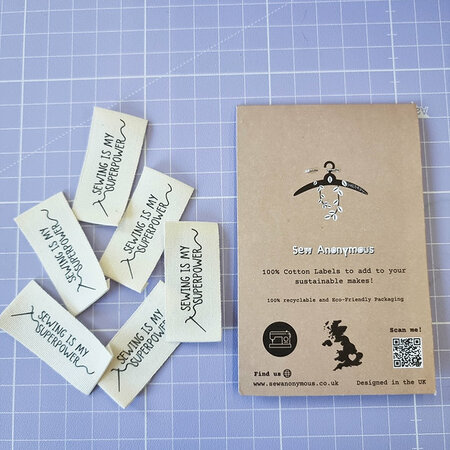 SEWING IS MY
SUPERPOWER
SEWING IS MY
SUPERPOWER
SEWING IS MY
SUPERPOWER
SEWING IS MY
SUPERPOWER
SEWING IS MY
SUPERPOWER
SEWING IS MY
SUPERPOWER
Sew Anonymous
100% Cotton Labels to add to your
sustainable makes!
100% recyclable and Eco-Friendly Packaging
Scan me!
Find us
www.sewanonymous.co.uk
Designed in the UK